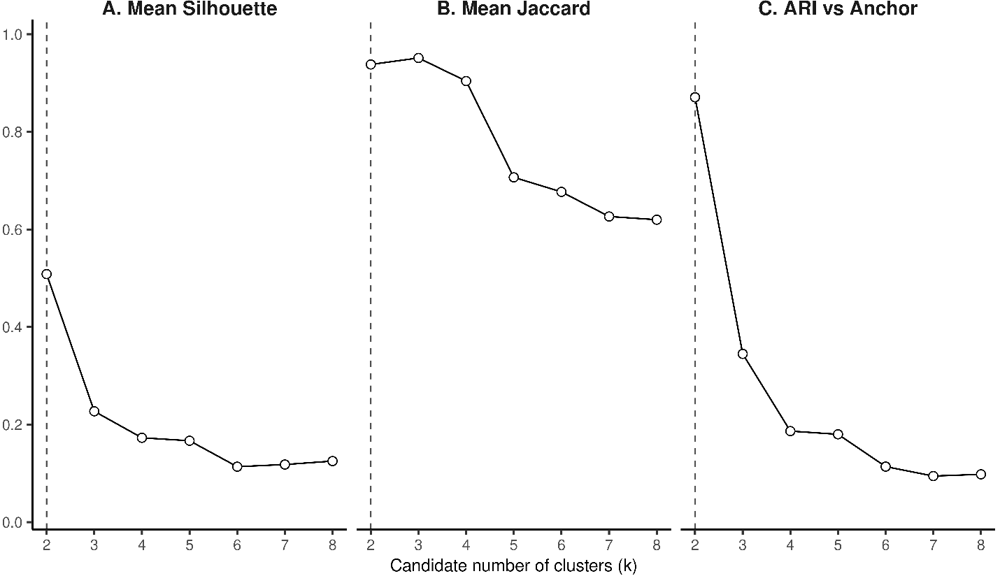 A. Mean Silhouette
B. Mean Jaccard
C. ARI vs Anchor
1.0
0.8
0.6
0.4
0.2
0.0
2 3 4 5 6 7 8
2 3 4 5 6 7 8
2 3 4 5 6 7 8
Candidate number of clusters (k)